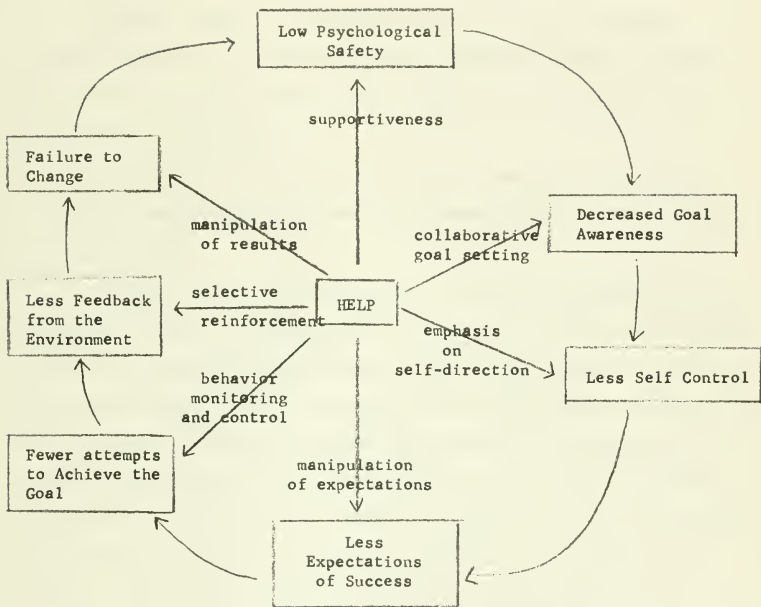 Low Psychological
Safety
supportiveness
Failure to
Change
manipulation
of results
collaborative
goal setting
Decreased Goal
Awareness
Less Feedback
from the
Environment
selective
reinforcement
HELP
emphasis
on
self-direction
Less Self Control
behavior
monitoring
and control
Fewer attempts
to Achieve the
Goal
manipulation
of expectations
Less
Expectations
of Success